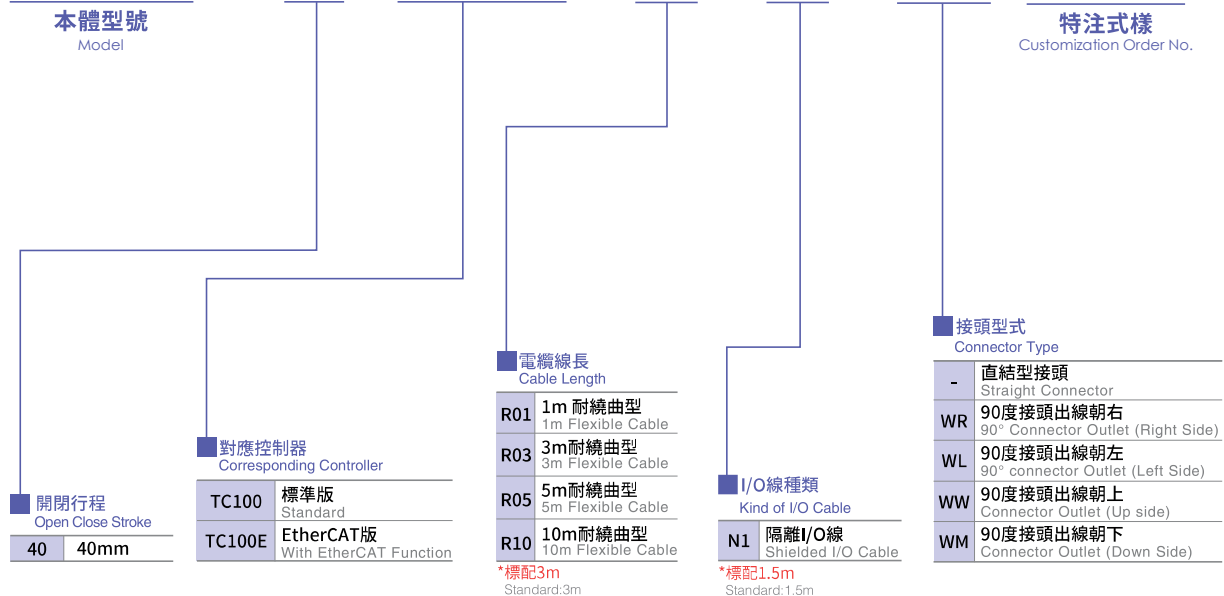 本體型號
Model
特注式樣
Customization Order No.
接頭型式
Connector Type
- 直結型接頭
Straight Connector
WR 90度接頭出線朝右
90° Connector Outlet (Right Side)
WL 90度接頭出線朝左
90° connector Outlet (Left Side)
WW 90度接頭出線朝上
Connector Outlet (Up side)
WM 90度接頭出線朝下
Connector Outlet (Down Side)
電纜線長
Cable Length
R01 1m 耐繞曲型
1m Flexible Cable
R03 3m耐繞曲型
3m Flexible Cable
R05 5m耐繞曲型
5m Flexible Cable
R10 10m耐繞曲型
10m Flexible Cable
*標配3m
Standard:3m
對應控制器
Corresponding Controller
TC100 標準版
Standard
TC100E EtherCAT版
With EtherCAT Function
I/O線種類
Kind of I/O Cable
N1 隔離I/O線
Shielded I/O Cable
*標配1.5m
Standard:1.5m
開閉行程
Open Close Stroke
40 40mm